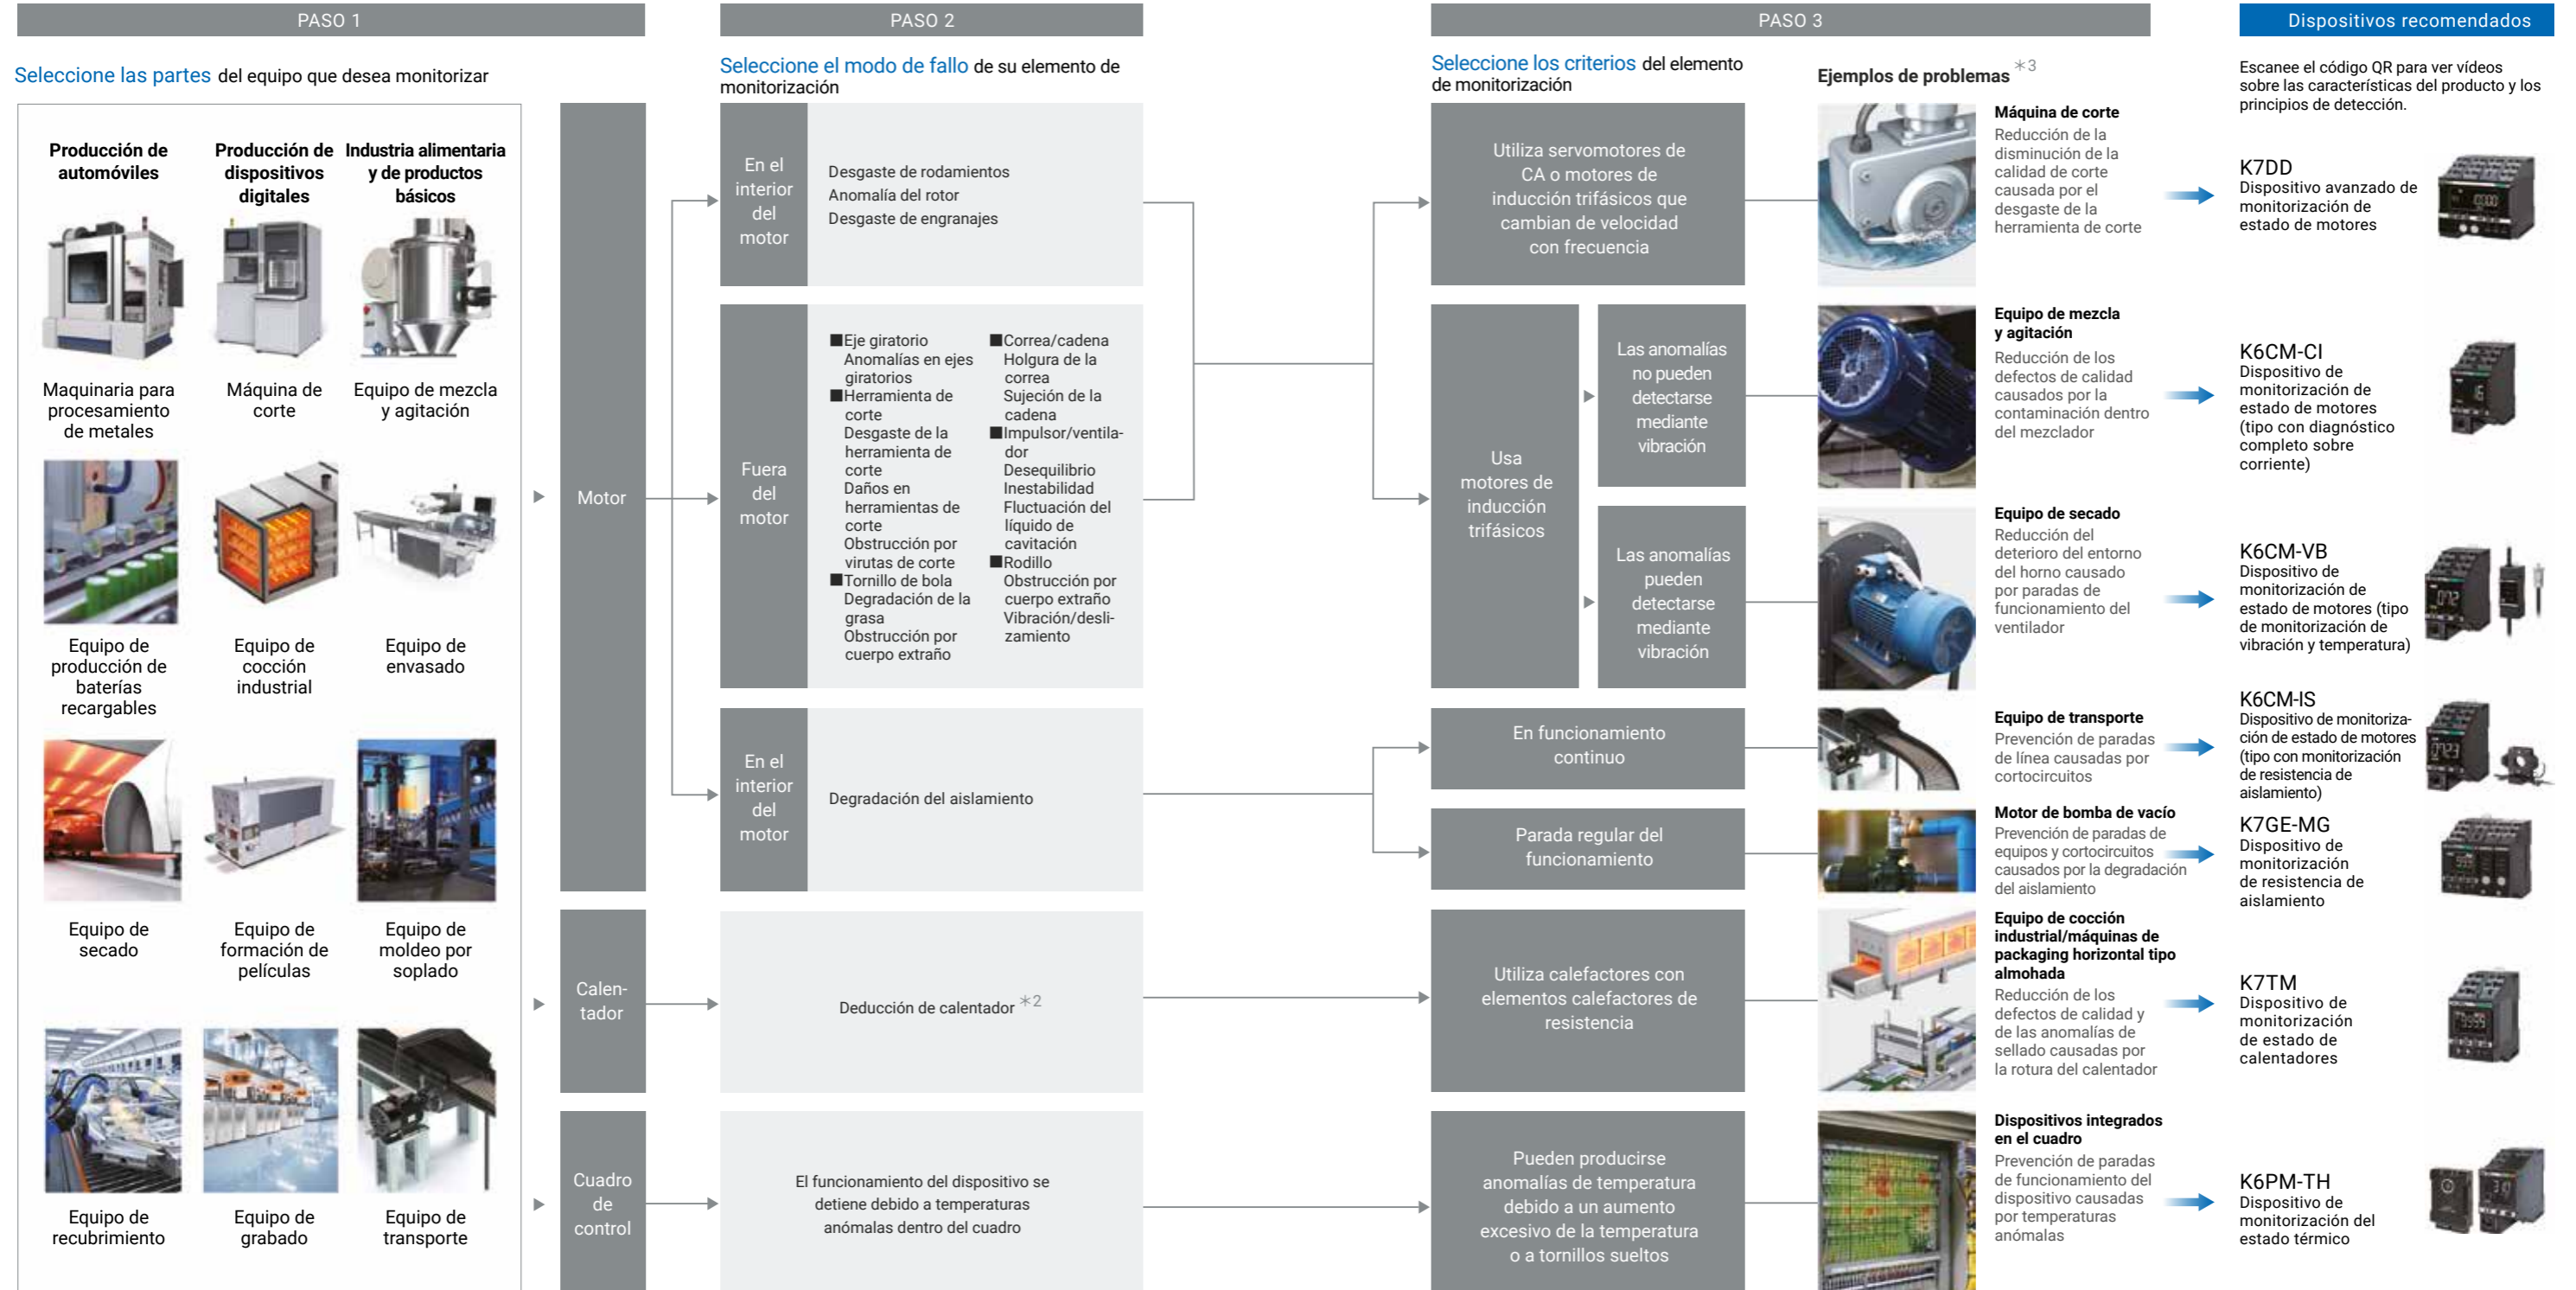 PASO 1
PASO 2
PASO 3
Dispositivos recomendados
Seleccione las partes del equipo que desea monitorizar
Producción de
automóviles
Producción de
dispositivos
digitales
Industria alimentaria
y de productos
básicos
Maquinaria para
procesamiento
de metales
Máquina de
corte
Equipo de mezcla
y agitación
Equipo de
producción de
baterías
recargables
Equipo de
cocción
industrial
Equipo de
envasado
Equipo de
secado
Equipo de
formación de
películas
Equipo de
moldeo por
soplado
Equipo de
recubrimiento
Equipo de
grabado
Equipo de
transporte
Motor
Calen-
tador
Cuadro
de
control
Seleccione el modo de fallo de su elemento de
monitorización
En el
interior
del
motor
Desgaste de rodamientos
Anomalía del rotor
Desgaste de engranajes
Fuera
del
motor
■Eje giratorio
Anomalías en ejes
giratorios
■Herramienta de
corte
Desgaste de la
herramienta de
corte
Daños en
herramientas de
corte
Obstrucción por
virutas de corte
■Tornillo de bola
Degradación de la
grasa
Obstrucción por
cuerpo extraño
■Correa/cadena
Holgura de la
correa
Sujeción de la
cadena
■Impulsor/ventila-
dor
Desequilibrio
Inestabilidad
Fluctuación del
líquido de
cavitación
■Rodillo
Obstrucción por
cuerpo extraño
Vibración/desli-
zamiento
En el
interior
del
motor
Degradación del aislamiento
Deducción de calentador *2
El funcionamiento del dispositivo se
detiene debido a temperaturas
anómalas dentro del cuadro
Seleccione los criterios del elemento
de monitorización
Utiliza servomotores de
CA o motores de
inducción trifásicos que
cambian de velocidad
con frecuencia
Usa
motores de
inducción
trifásicos
Las anomalías
no pueden
detectarse
mediante
vibración
Las anomalías
pueden
detectarse
mediante
vibración
En funcionamiento
continuo
Parada regular del
funcionamiento
Utiliza calefactores con
elementos calefactores de
resistencia
Pueden producirse
anomalías de temperatura
debido a un aumento
excesivo de la temperatura
o a tornillos sueltos
Ejemplos de problemas *3
Máquina de corte
Reducción de la
disminución de la
calidad de corte
causada por el
desgaste de la
herramienta de corte
Equipo de mezcla
y agitación
Reducción de los
defectos de calidad
causados por la
contaminación dentro
del mezclador
Equipo de secado
Reducción del
deterioro del entorno
del horno causado
por paradas de
funcionamiento del
ventilador
Equipo de transporte
Prevención de paradas
de línea causadas por
cortocircuitos
Motor de bomba de vacío
Prevención de paradas de
equipos y cortocircuitos
causados por la degradación
del aislamiento
Equipo de cocción
industrial/máquinas de
packaging horizontal tipo
almohada
Reducción de los
defectos de calidad y
de las anomalías de
sellado causadas por
la rotura del calentador
Dispositivos integrados
en el cuadro
Prevención de paradas
de funcionamiento del
dispositivo causadas
por temperaturas
anómalas
Escanee el código QR para ver vídeos
sobre las características del producto y los
principios de detección.
K7DD
Dispositivo avanzado de
monitorización de
estado de motores
K6CM-CI
Dispositivo de
monitorización de
estado de motores
(tipo con diagnóstico
completo sobre
corriente)
K6CM-VB
Dispositivo de
monitorización de
estado de motores (tipo
de monitorización de
vibración y temperatura)
K6CM-IS
Dispositivo de monitoriza-
ción de estado de motores
(tipo con monitorización
de resistencia de
aislamiento)
K7GE-MG
Dispositivo de
monitorización
de resistencia de
aislamiento
K7TM
Dispositivo de
monitorización
de estado de
calentadores
K6PM-TH
Dispositivo de
monitorización del
estado térmico